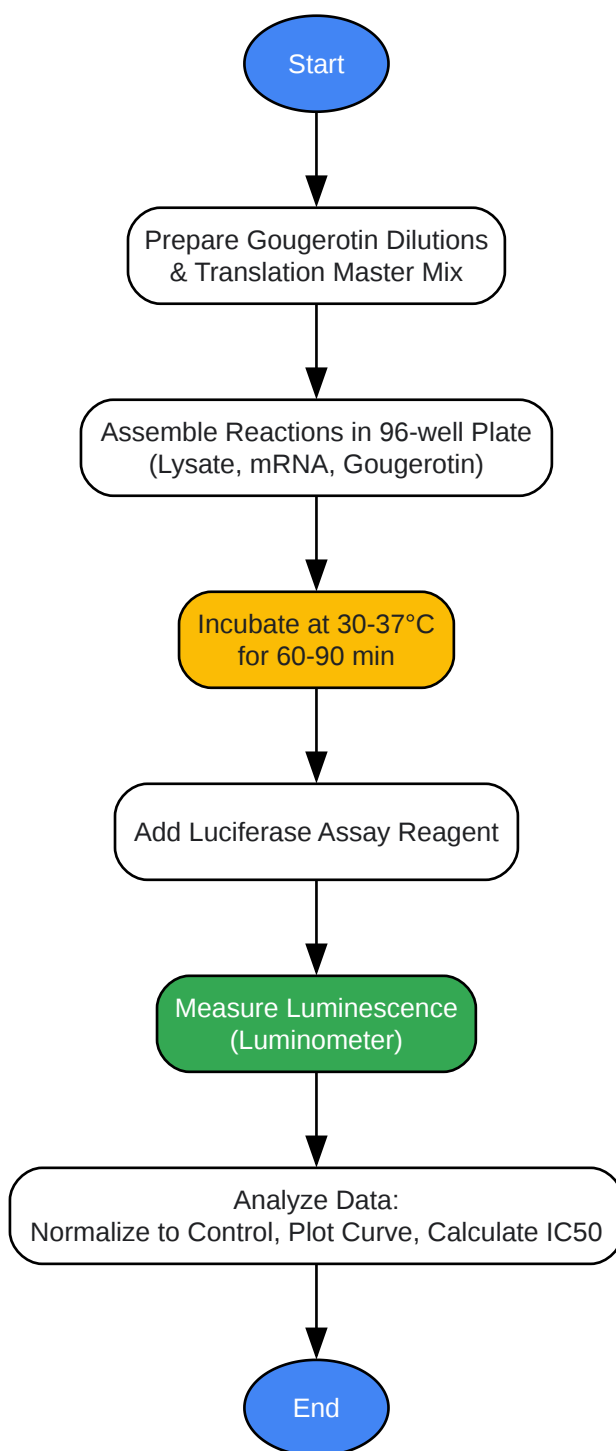 Start
Prepare Gougerotin Dilutions
& Translation Master Mix
Assemble Reactions in 96-well Plate
(Lysate, mRNA, Gougerotin)
Incubate at 30-37°C
for 60-90 min
Add Luciferase Assay Reagent
Measure Luminescence
(Luminometer)
Analyze Data:
Normalize to Control, Plot Curve, Calculate IC50
End